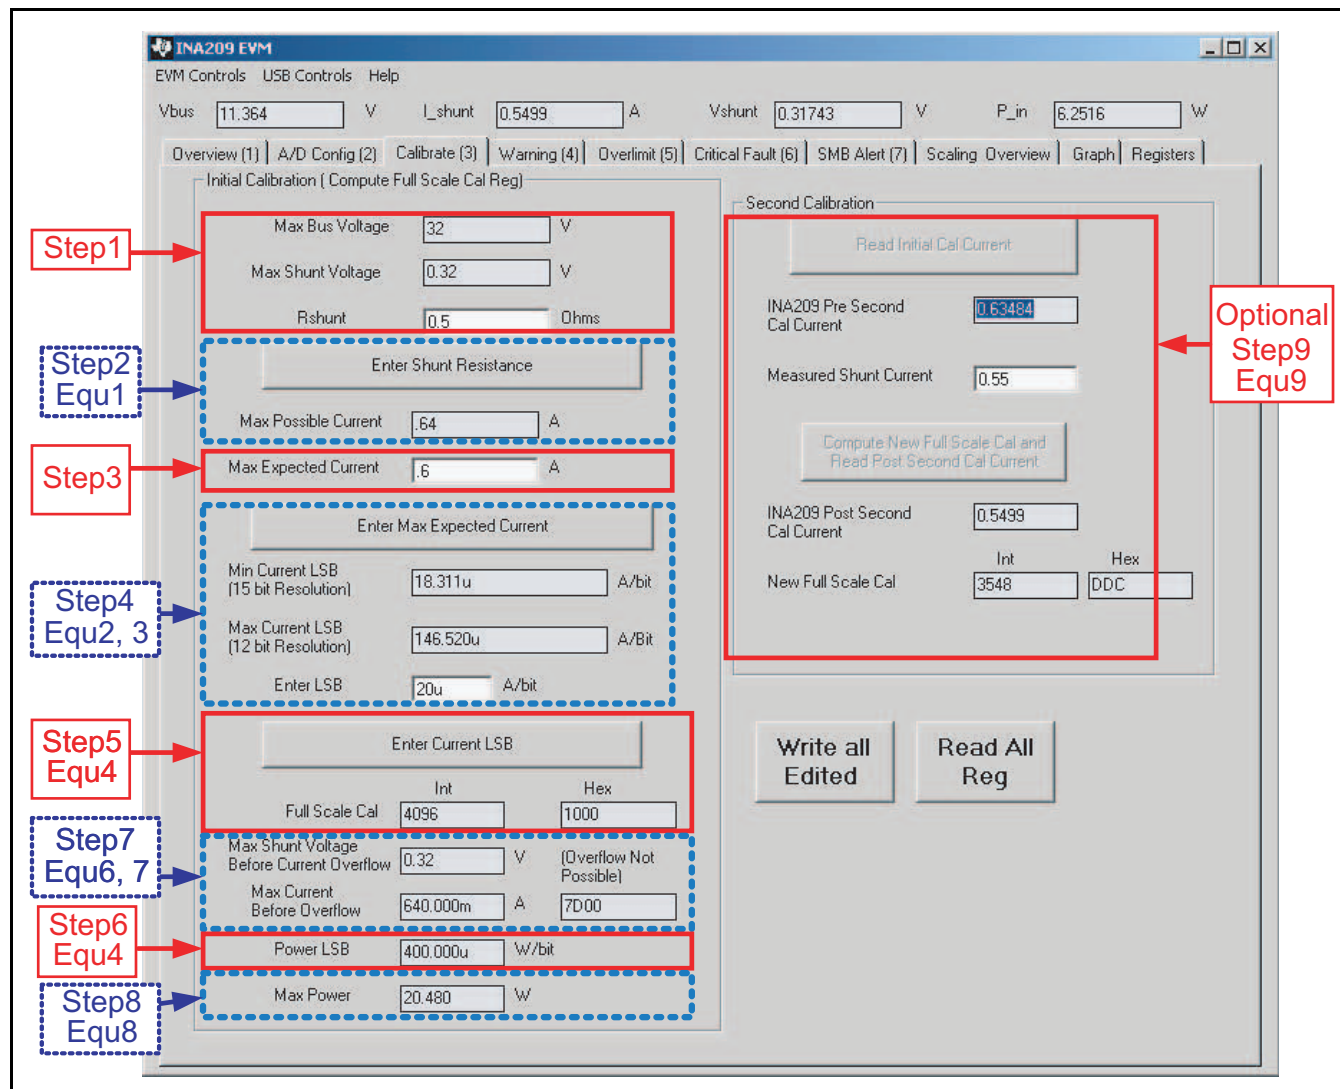 INA209 EVM
EVM Controls USB Controls Help
Vbus 11.364 V I_shunt 0.5499 A Vshunt 0.31743 V P_in 6.2516 W
Overview (1) A/D Config (2) Calibrate (3) Warning (4) Overlimit (5) Critical Fault (6) SMB Alert (7) Scaling Overview Graph Registers
Initial Calibration ( Compute Full Scale Cal Reg)
Step1
Max Bus Voltage 32 V
Max Shunt Voltage 0.32 V
Rshunt 0.5 Ohms
Step2
Equ1
Enter Shunt Resistance
Max Possible Current .64 A
Step3
Max Expected Current .6 A
Step4
Equ2, 3
Enter Max Expected Current
Min Current LSB
(15 bit Resolution) 18.311u A/bit
Max Current LSB
(12 bit Resolution) 146.520u A/Bit
Enter LSB 20u A/bit
Step5
Equ4
Enter Current LSB
Int Hex
Full Scale Cal 4096 1000
Step7
Equ6, 7
Max Shunt Voltage
Before Current Overflow 0.32 V (Overflow Not
Possible)
Max Current
Before Overflow 640.000m A 7D00
Step6
Equ4
Power LSB 400.000u W/bit
Step8
Equ8
Max Power 20.480 W
Second Calibration
Read Initial Cal Current
INA209 Pre Second
Cal Current 0.63484
Measured Shunt Current 0.55
Compute New Full Scale Cal and
Read Post Second Cal Current
INA209 Post Second
Cal Current 0.5499
Int Hex
New Full Scale Cal 3548 DDC
Optional
Step9
Equ9
Write all
Edited
Read All
Reg